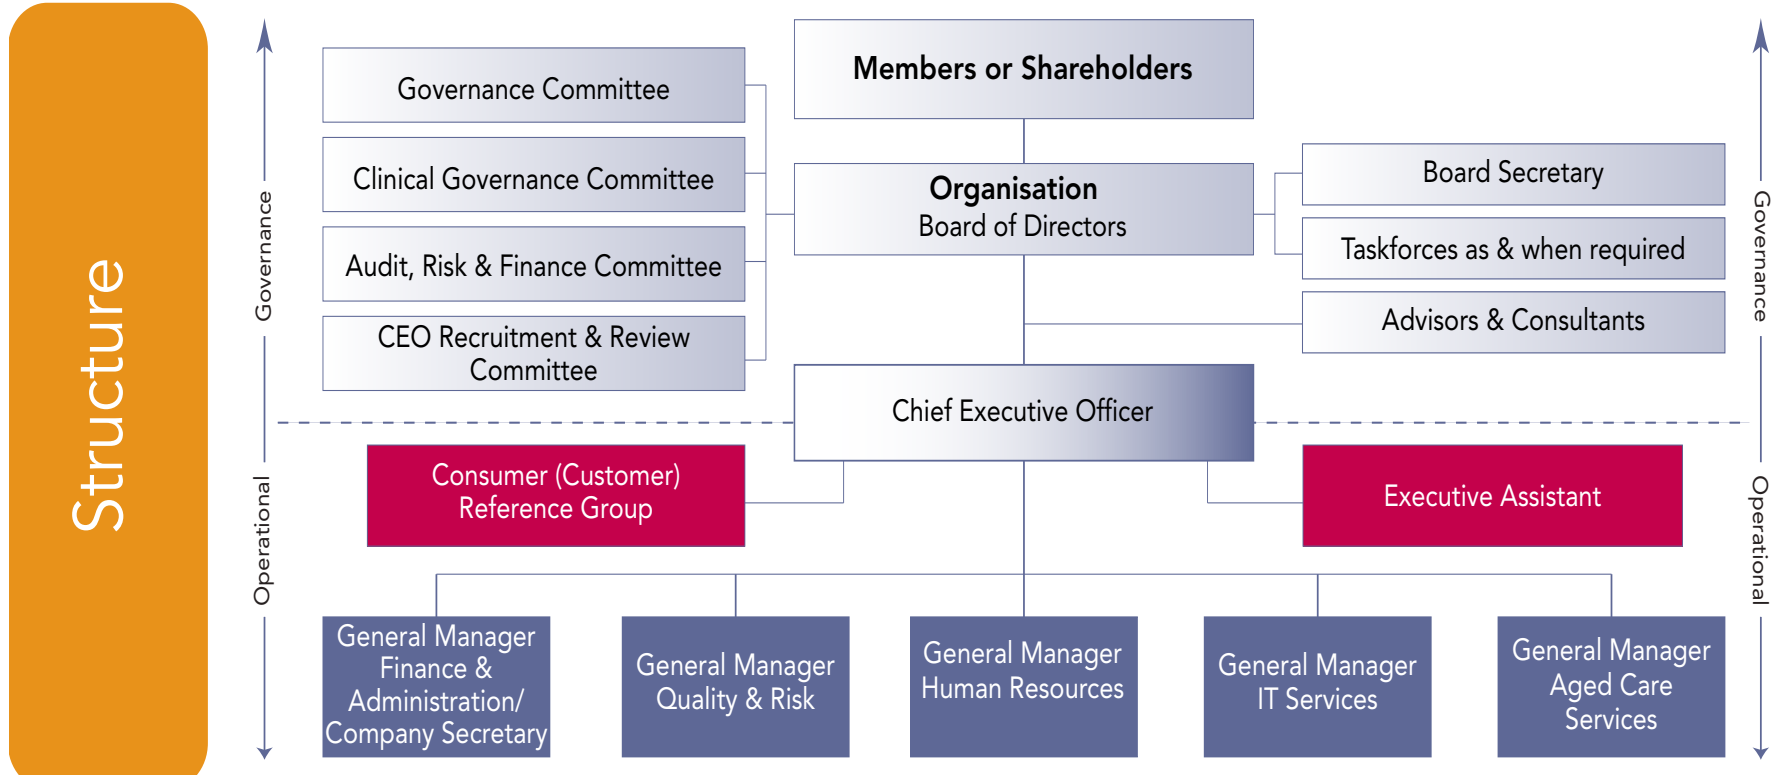 Structure
Governance
Operational
Governance Committee
Clinical Governance Committee
Audit, Risk & Finance Committee
CEO Recruitment & Review
Committee
Members or Shareholders
Organisation
Board of Directors
Board Secretary
Taskforces as & when required
Advisors & Consultants
Chief Executive Officer
Consumer (Customer)
Reference Group
Executive Assistant
General Manager
Finance &
Administration/
Company Secretary
General Manager
Quality & Risk
General Manager
Human Resources
General Manager
IT Services
General Manager
Aged Care
Services
Governance
Operational